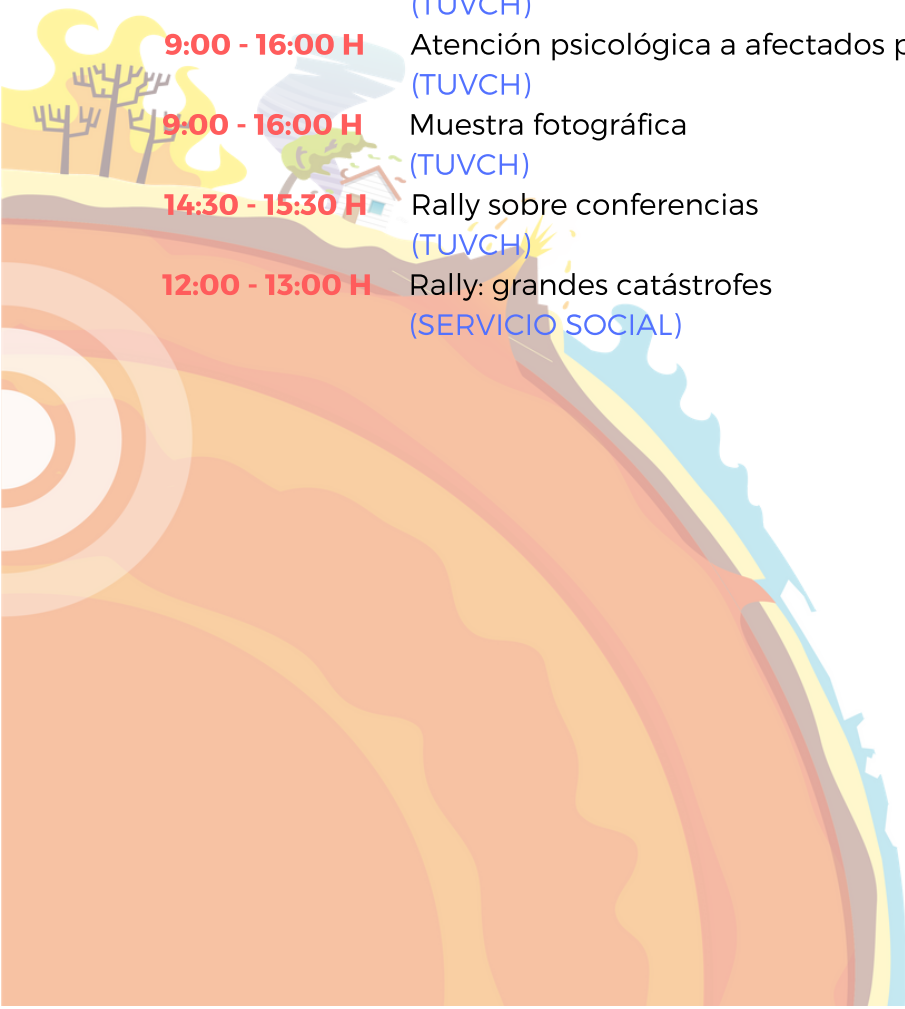 (TUVCH)
9:00 - 16:00 H Atención psicológica a afectados
(TUVCH)
9:00 - 16:00 H Muestra fotográfica
(TUVCH)
14:30 - 15:30 H Rally sobre conferencias
(TUVCH)
12:00 - 13:00 H Rally: grandes catástrofes
(SERVICIO SOCIAL)